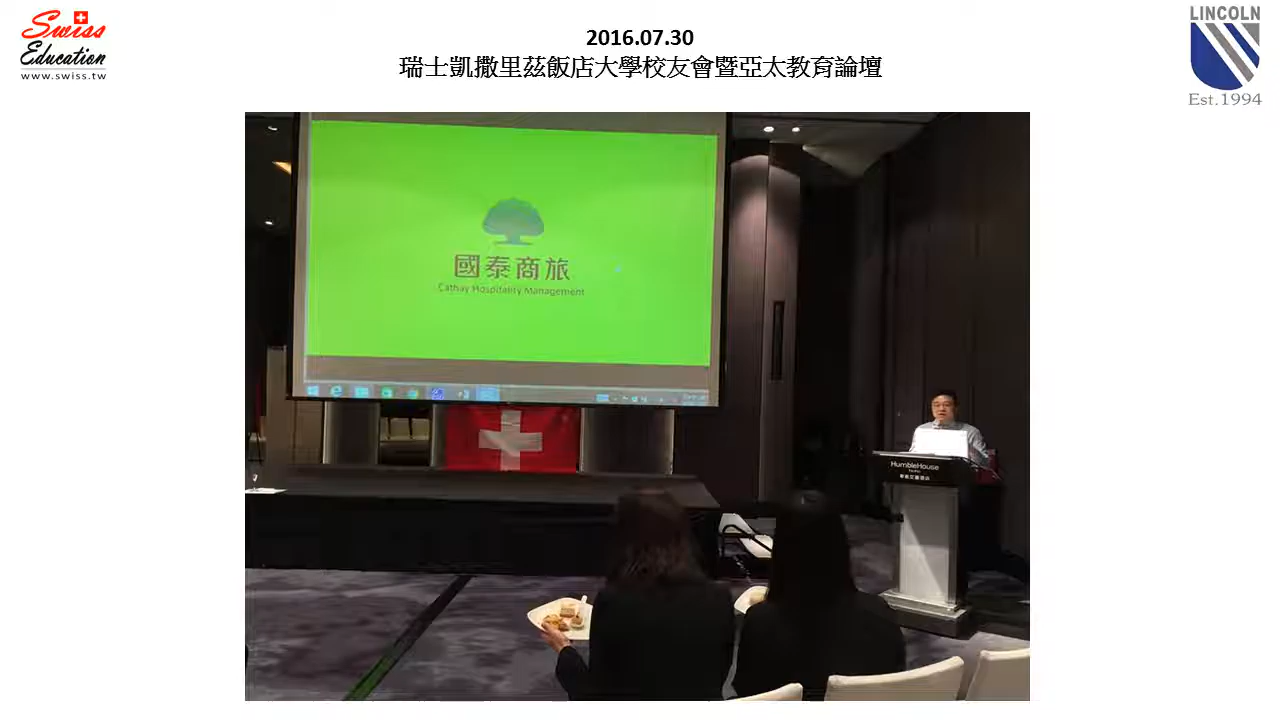 Swiss
Education
www.swiss.tw
2016.07.30
瑞士凱撒里茲飯店大學校友會暨亞太教育論壇
LINCOLN
Est.1994
國泰商旅
Cathay Hospitality Management
HumbleHouse